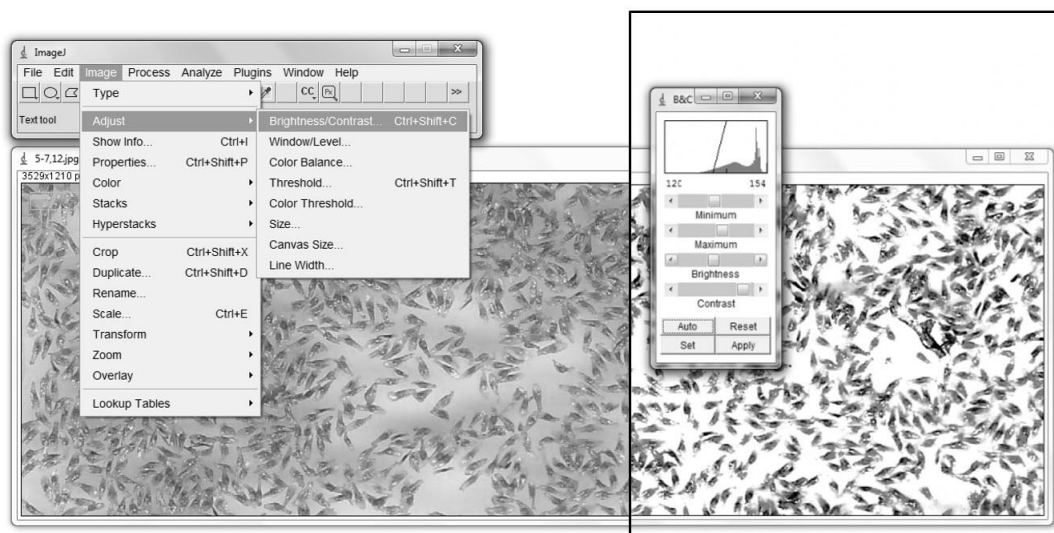 ImageJ
File Edit Image Process Analyze Plugins Window Help
CC Px >>
Text tool
Type
Adjust
Show Info... Ctrl+I
Properties... Ctrl+Shift+P
Color
Stacks
Hyperstacks
Crop Ctrl+Shift+X
Duplicate... Ctrl+Shift+D
Rename...
Scale... Ctrl+E
Transform
Zoom
Overlay
Lookup Tables
Brightness/Contrast... Ctrl+Shift+C
Window/Level...
Color Balance...
Threshold... Ctrl+Shift+T
Color Threshold...
Size...
Canvas Size...
Line Width...
5-7,12.jpg
3529x1210 p
B&C
120 154
Minimum
Maximum
Brightness
Contrast
Auto Reset
Set Apply